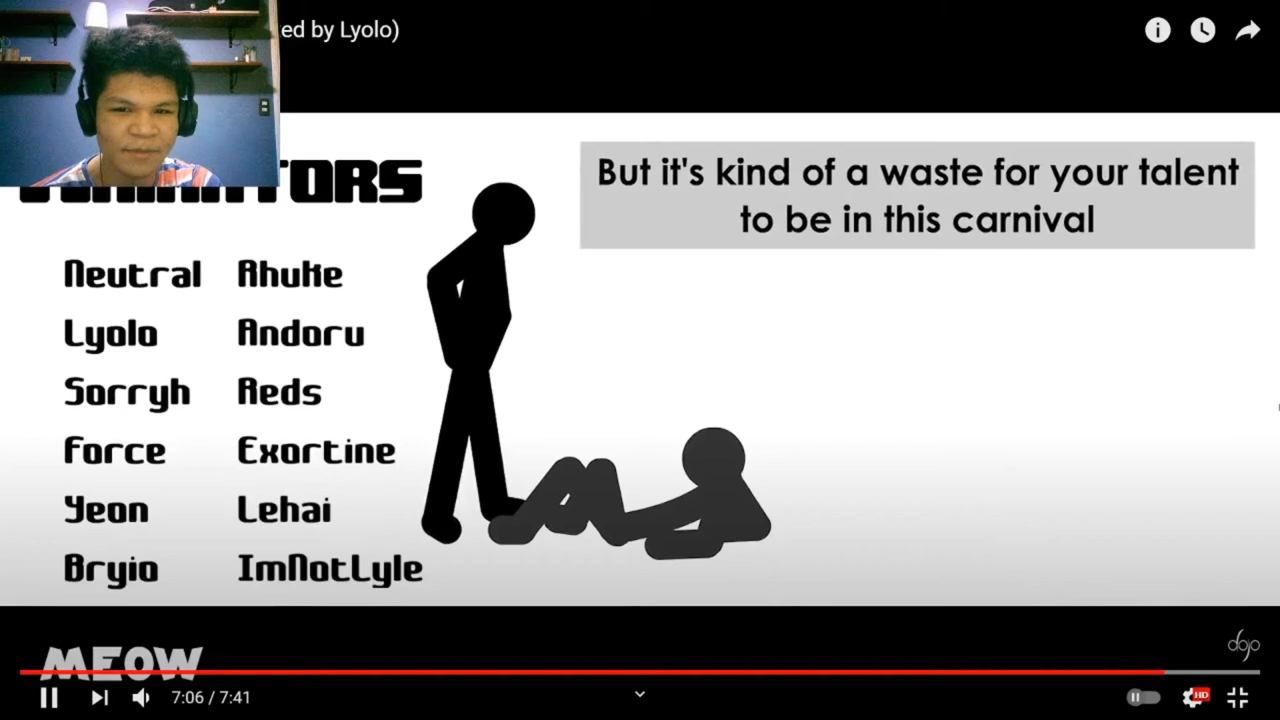 ed by Lyolo)
But it's kind of a waste for your talent
to be in this carnival
Neutral Rhuke
Lyolo Andoru
Sorryh Reds
Force Exortine
Yeon Lehai
Bryio ImNotLyle
MEOW
dojo
7:06 / 7:41
HD